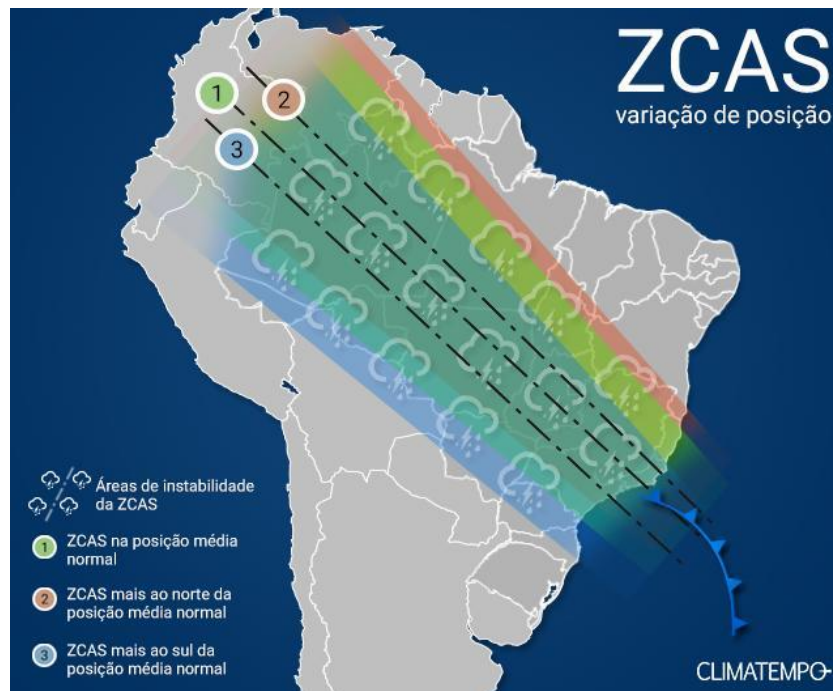 ZCAS
variação de posição
1
2
3
Áreas de instabilidade
da ZCAS
1 ZCAS na posição média
normal
2 ZCAS mais ao norte da
posição média normal
3 ZCAS mais ao sul da
posição média normal
CLIMATEMPO